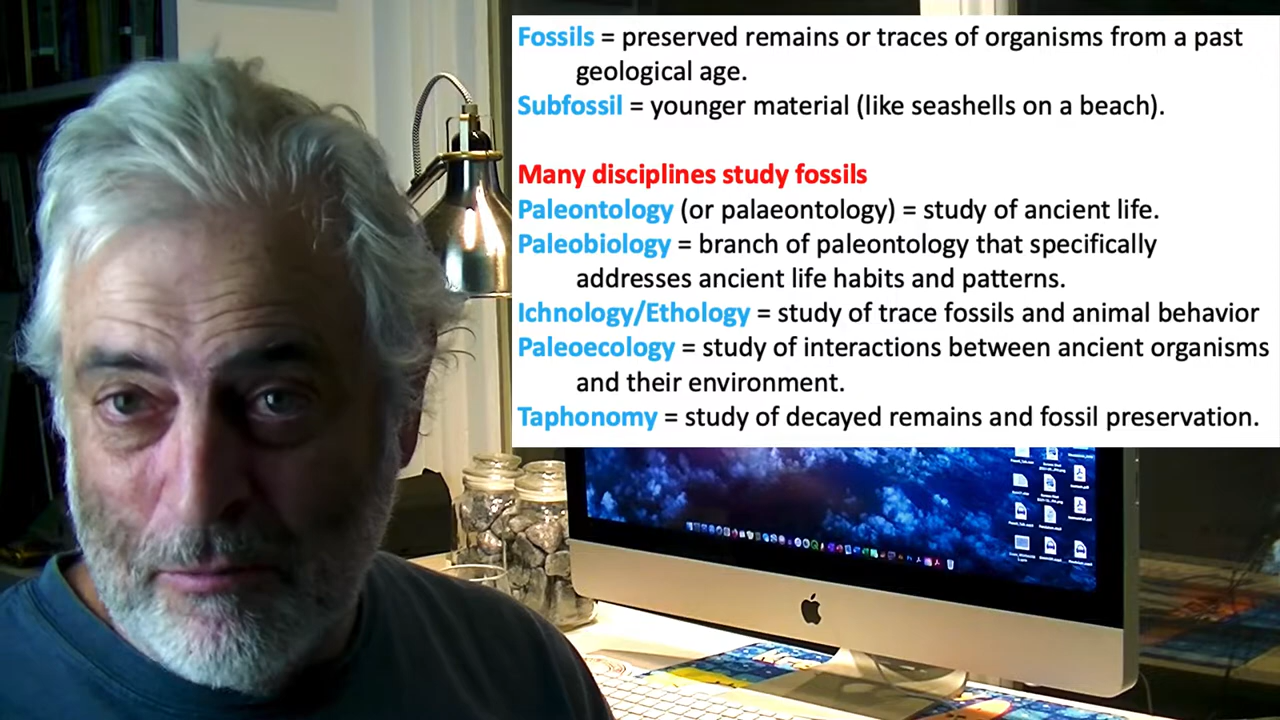 Fossils = preserved remains or traces of organisms from a past
geological age.
Subfossil = younger material (like seashells on a beach).
Many disciplines study fossils
Paleontology (or palaeontology) = study of ancient life.
Paleobiology = branch of paleontology that specifically
addresses ancient life habits and patterns.
Ichnology/Ethology = study of trace fossils and animal behavior
Paleoecology = study of interactions between ancient organisms
and their environment.
Taphonomy = study of decayed remains and fossil preservation.